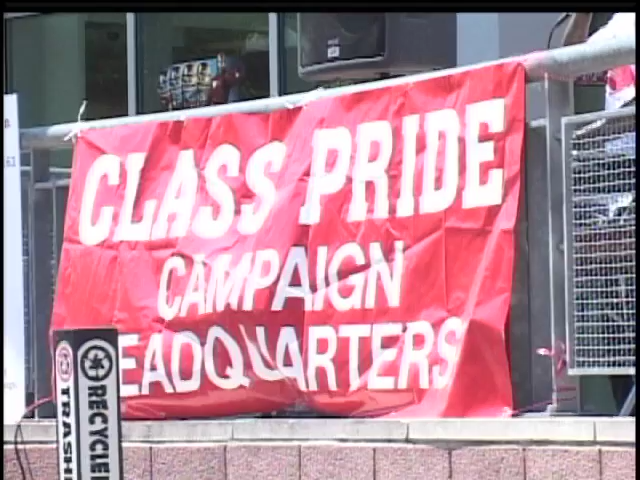 CLASS PRIDE
CAMPAIGN
EADQUARTERS
RECYCLE
TRASH